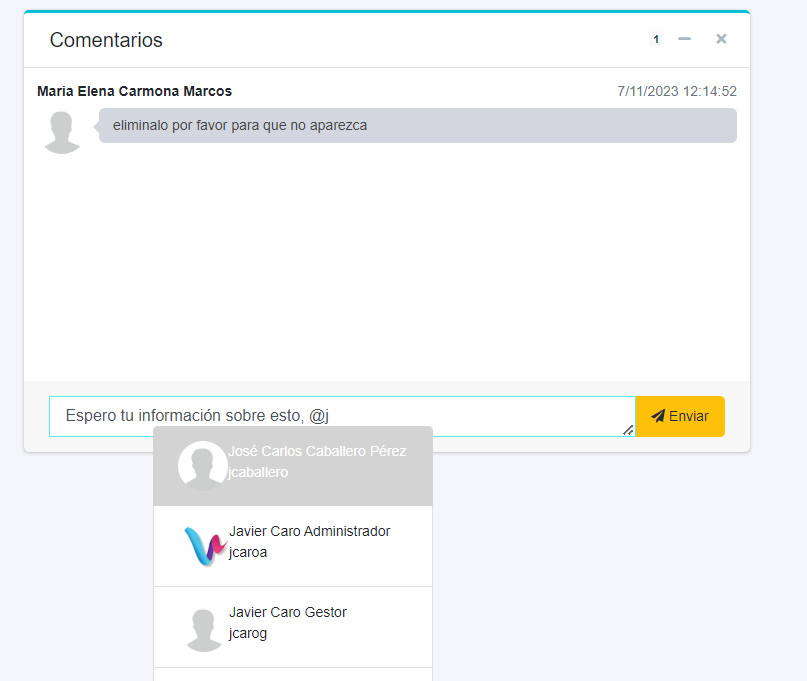 Comentarios
1
Maria Elena Carmona Marcos
7/11/2023 12:14:52
eliminalo por favor para que no aparezca
Espero tu información sobre esto, @j
Enviar
José Carlos Caballero Pérez
jcaballero
Javier Caro Administrador
jcaroa
Javier Caro Gestor
jcarog